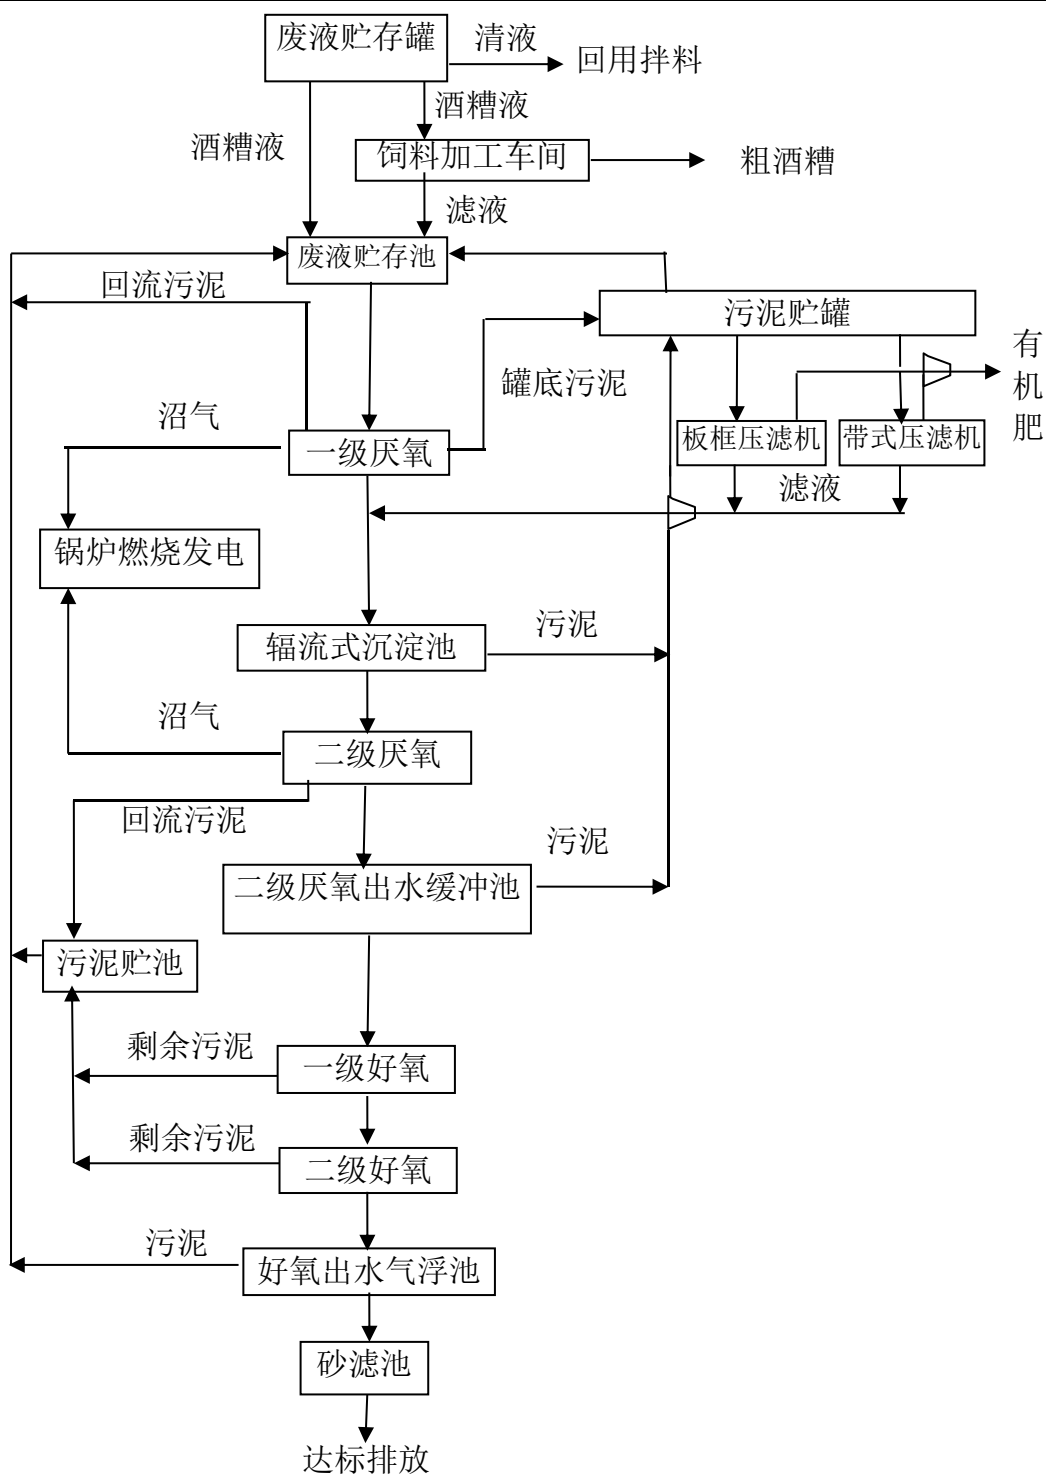 废液贮存罐
清液
回用拌料
酒糟液
酒糟液
饲料加工车间
粗酒糟
滤液
废液贮存池
回流污泥
污泥贮罐
有
机
肥
罐底污泥
沼气
一级厌氧
板框压滤机
带式压滤机
滤液
锅炉燃烧发电
辐流式沉淀池
污泥
沼气
二级厌氧
回流污泥
污泥
二级厌氧出水缓冲池
污泥贮池
剩余污泥
一级好氧
剩余污泥
二级好氧
污泥
好氧出水气浮池
砂滤池
达标排放